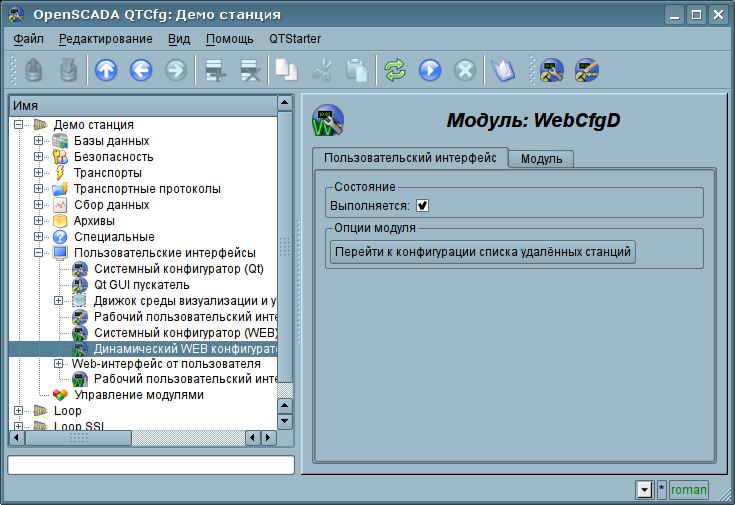 OpenSCADA QTCfg: Демо станция
Файл Редактирование Вид Помощь QTStarter
Имя
Демо станция
Базы данных
Безопасность
Транспорты
Транспортные протоколы
Сбор данных
Архивы
Специальные
Пользовательские интерфейсы
Системный конфигуратор (Qt)
Qt GUI пускатель
Движок среды визуализации и у
Рабочий пользовательский инте
Системный конфигуратор (WEB)
Динамический WEB конфигурато
Web-интерфейс от пользователя
Рабочий пользовательский инте
Управление модулями
Loop
Loop SSL
Модуль: WebCfgD
Пользовательский интерфейс Модуль
Состояние
Выполняется:
Опции модуля
Перейти к конфигурации списка удалённых станций
* roman